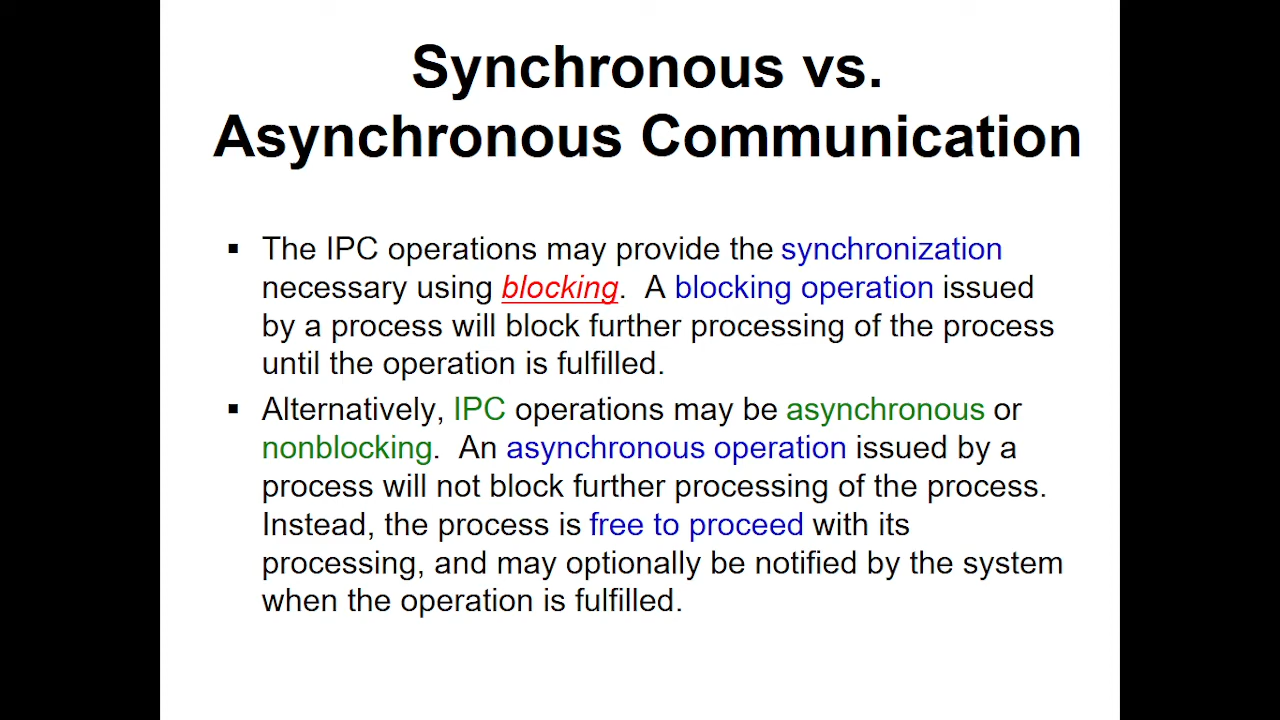 Synchronous vs.
Asynchronous Communication
▪ The IPC operations may provide the synchronization
necessary using blocking.  A blocking operation issued
by a process will block further processing of the process
until the operation is fulfilled.
▪ Alternatively, IPC operations may be asynchronous or
nonblocking.  An asynchronous operation issued by a
process will not block further processing of the process.
Instead, the process is free to proceed with its
processing, and may optionally be notified by the system
when the operation is fulfilled.